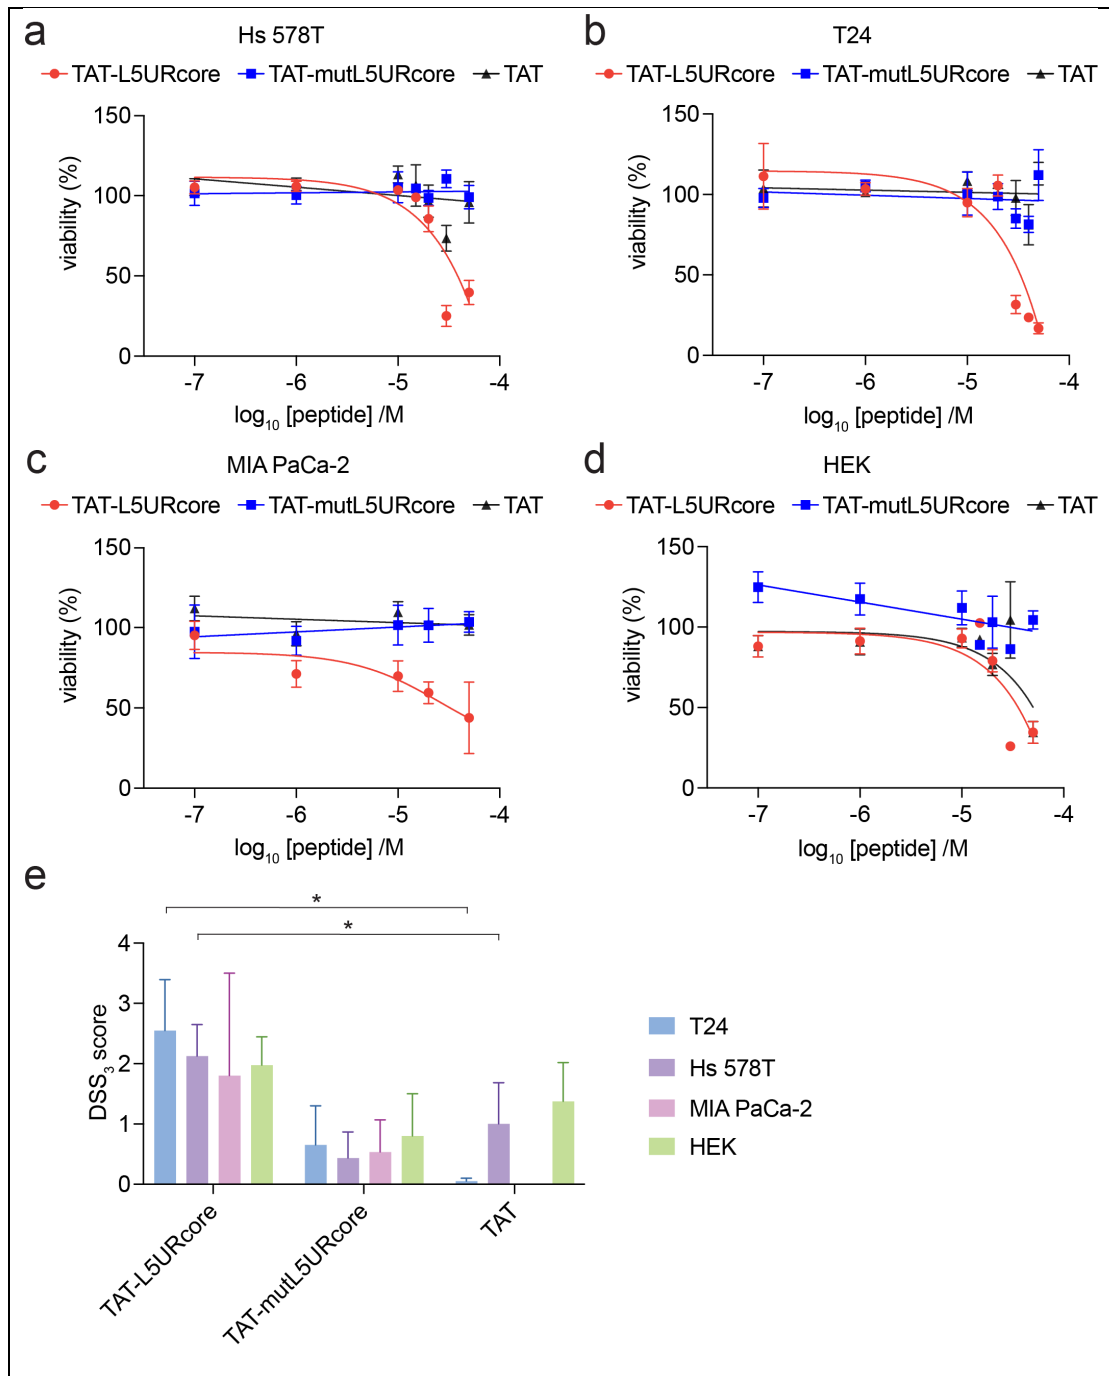 a
Hs 578T
TAT-L5URcore TAT-mutL5URcore TAT
150
100
50
0
viability (%)
-7 -6 -5 -4
log10 [peptide] /M
b
T24
TAT-L5URcore TAT-mutL5URcore TAT
150
100
50
0
viability (%)
-7 -6 -5 -4
log10 [peptide] /M
c
MIA PaCa-2
TAT-L5URcore TAT-mutL5URcore TAT
150
100
50
0
viability (%)
-7 -6 -5 -4
log10 [peptide] /M
d
HEK
TAT-L5URcore TAT-mutL5URcore TAT
150
100
50
0
viability (%)
-7 -6 -5 -4
log10 [peptide] /M
e
*
*
4
3
2
1
0
DSS3 score
TAT-L5URcore
TAT-mutL5URcore
TAT
T24
Hs 578T
MIA PaCa-2
HEK